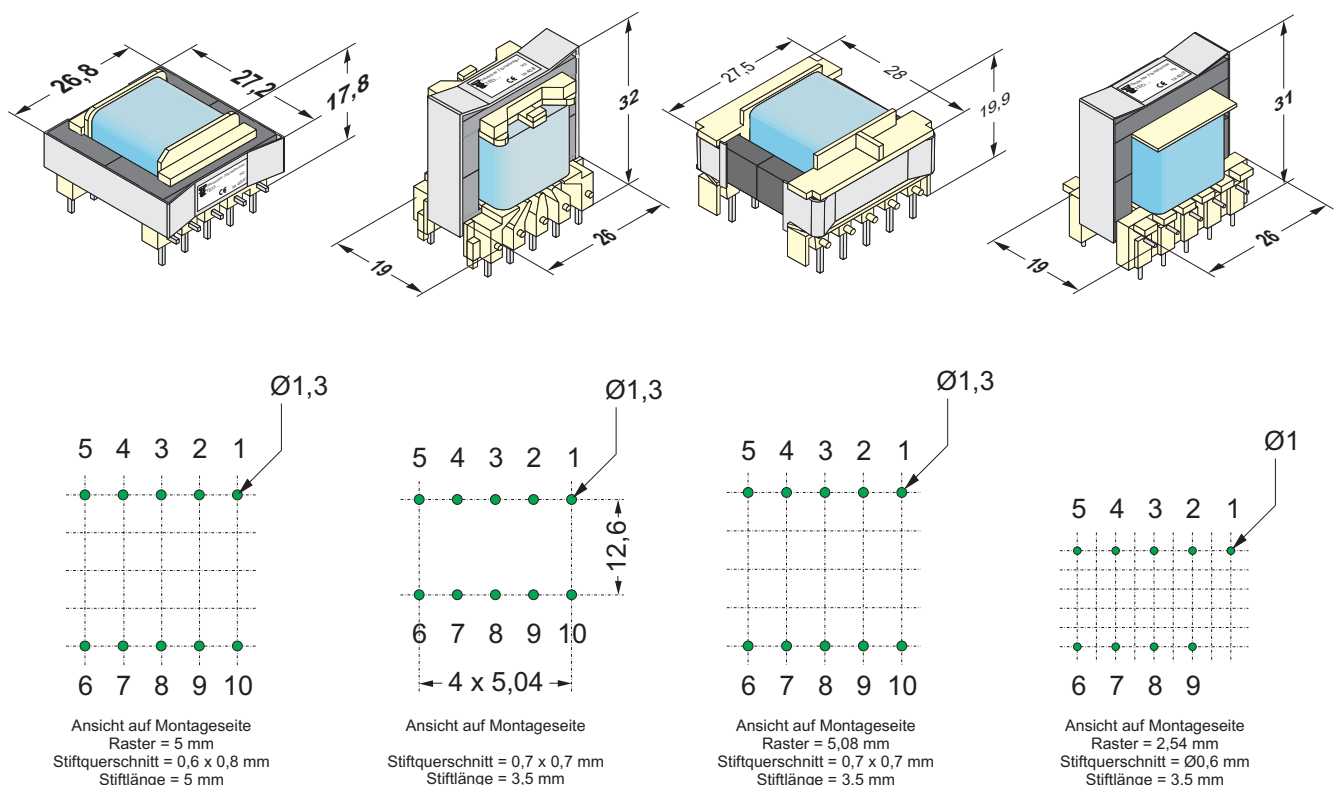 26,8
27,2
17,8
CE
19
26
32
CE
27,5
28
19,9
CE
19
26
31
CE
Ø1,3
5 4 3 2 1
6 7 8 9 10
Ansicht auf Montageseite
Raster = 5 mm
Stiftquerschnitt = 0,6 x 0,8 mm
Stiftlänge = 5 mm
Ø1,3
5 4 3 2 1
12,6
6 7 8 9 10
4 x 5,04
Ansicht auf Montageseite
Stiftquerschnitt = 0,7 x 0,7 mm
Stiftlänge = 3,5 mm
Ø1,3
5 4 3 2 1
6 7 8 9 10
Ansicht auf Montageseite
Raster = 5,08 mm
Stiftquerschnitt = 0,7 x 0,7 mm
Stiftlänge = 3,5 mm
Ø1
5 4 3 2 1
6 7 8 9
Ansicht auf Montageseite
Raster = 2,54 mm
Stiftquerschnitt = Ø0,6 mm
Stiftlänge = 3,5 mm